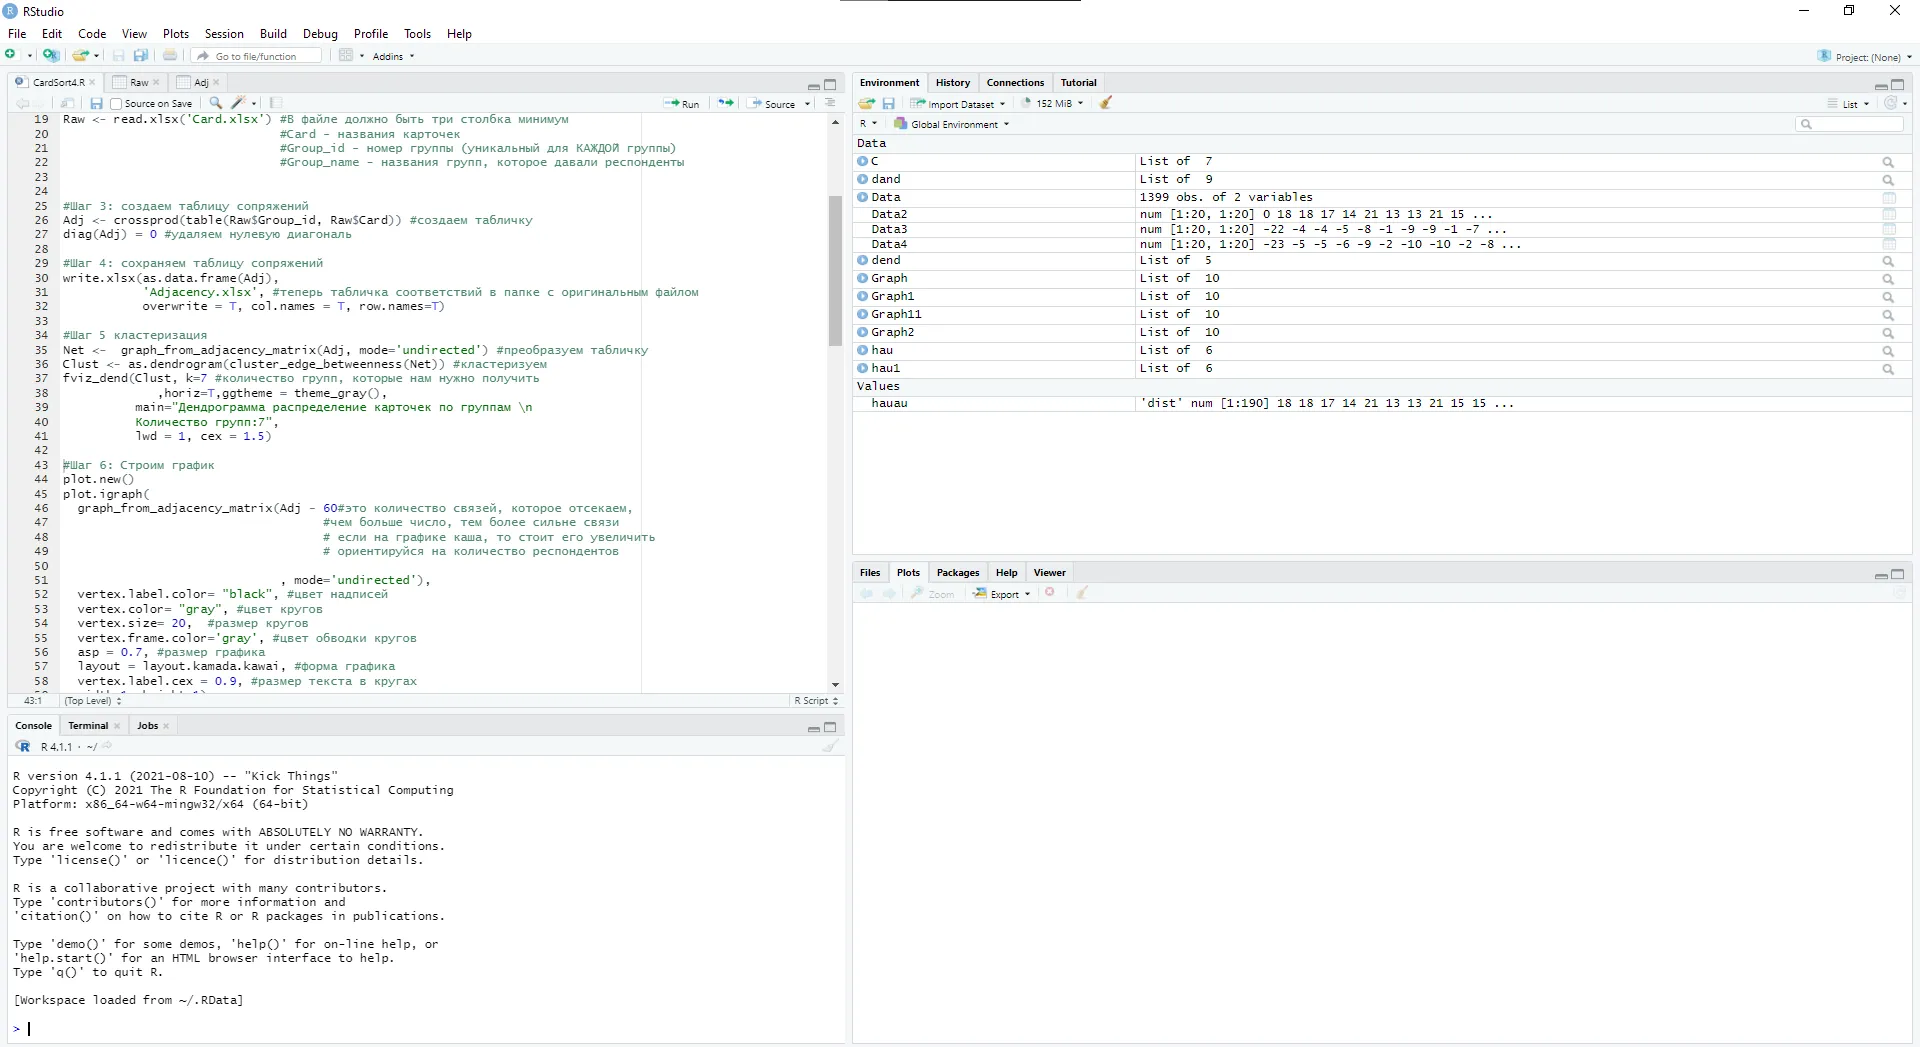 RStudio
File Edit Code View Plots Session Build Debug Profile Tools Help
Go to file/function Addins Project: (None)
CardSort4.R Raw Adj
Source on Save Run Source
19 Raw <- read.xlsx('Card.xlsx') #В файле должно быть три столбка минимум
20 #Card - названия карточек
21 #Group_id - номер группы (уникальный для КАЖДОЙ группы)
22 #Group_name - названия групп, которое давали респонденты
23
24
25 #Шаг 3: создаем таблицу сопряжений
26 Adj <- crossprod(table(Raw$Group_id, Raw$Card)) #создаем табличку
27 diag(Adj) = 0 #удаляем нулевую диагональ
28
29 #Шаг 4: сохраняем таблицу сопряжений
30 write.xlsx(as.data.frame(Adj),
31 'Adjacency.xlsx', #теперь табличка соответствий в папке с оригинальным файлом
32 overwrite = T, col.names = T, row.names=T)
33
34 #Шаг 5 кластеризация
35 Net <- graph_from_adjacency_matrix(Adj, mode='undirected') #преобразуем табличку
36 Clust <- as.dendrogram(cluster_edge_betweenness(Net)) #кластеризуем
37 fviz_dend(Clust, k=7 #количество групп, которые нам нужно получить
38 ,horiz=T,ggtheme = theme_gray(),
39 main="Дендрограмма распределение карточек по группам \n
40 Количество групп:7",
41 lwd = 1, cex = 1.5)
42
43 #Шаг 6: Строим график
44 plot.new()
45 plot.igraph(
46 graph_from_adjacency_matrix(Adj - 60#это количество связей, которое отсекаем,
47 #чем больше число, тем более сильне связи
48 # если на графике каша, то стоит его увеличить
49 # ориентируйся на количество респондентов
50
51 , mode='undirected'),
52 vertex.label.color= "black", #цвет надписей
53 vertex.color= "gray", #цвет кругов
54 vertex.size= 20, #размер кругов
55 vertex.frame.color='gray', #цвет обводки кругов
56 asp = 0.7, #размер графика
57 layout = layout.kamada.kawai, #форма графика
58 vertex.label.cex = 0.9, #размер текста в кругах
43:1 (Top Level) R Script
Console Terminal Jobs
R 4.1.1 · ~/
R version 4.1.1 (2021-08-10) -- "Kick Things"
Copyright (C) 2021 The R Foundation for Statistical Computing
Platform: x86_64-w64-mingw32/x64 (64-bit)
R is free software and comes with ABSOLUTELY NO WARRANTY.
You are welcome to redistribute it under certain conditions.
Type 'license()' or 'licence()' for distribution details.
R is a collaborative project with many contributors.
Type 'contributors()' for more information and
'citation()' on how to cite R or R packages in publications.
Type 'demo()' for some demos, 'help()' for on-line help, or
'help.start()' for an HTML browser interface to help.
Type 'q()' to quit R.
[Workspace loaded from ~/.RData]
>
Environment History Connections Tutorial
Import Dataset 152 MiB List
R Global Environment
Data
C List of 7
dand List of 9
Data 1399 obs. of 2 variables
Data2 num [1:20, 1:20] 0 18 18 17 14 21 13 13 21 15 ...
Data3 num [1:20, 1:20] -22 -4 -4 -5 -8 -1 -9 -9 -1 -7 ...
Data4 num [1:20, 1:20] -23 -5 -5 -6 -9 -2 -10 -10 -2 -8 ...
dend List of 5
Graph List of 10
Graph1 List of 10
Graph11 List of 10
Graph2 List of 10
hau List of 6
hau1 List of 6
Values
hauau 'dist' num [1:190] 18 18 17 14 21 13 13 21 15 15 ...
Files Plots Packages Help Viewer
Zoom Export